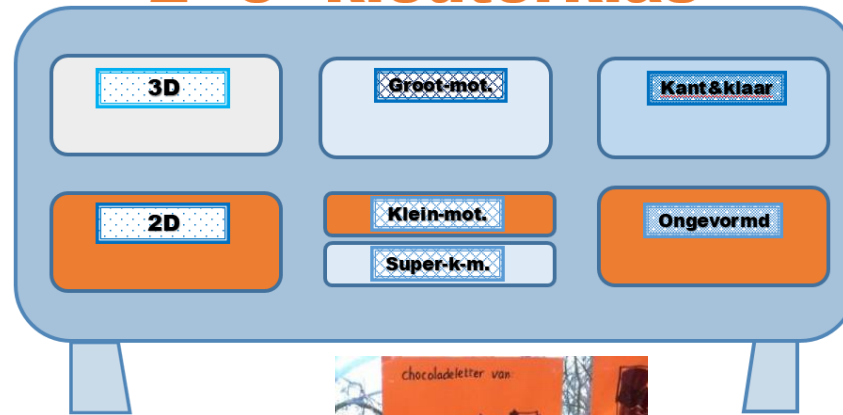 3D
Groot-mot.
Kant&klaar
2D
Klein-mot.
Ongevormd
Super-k-m.
chocoladeletter van: